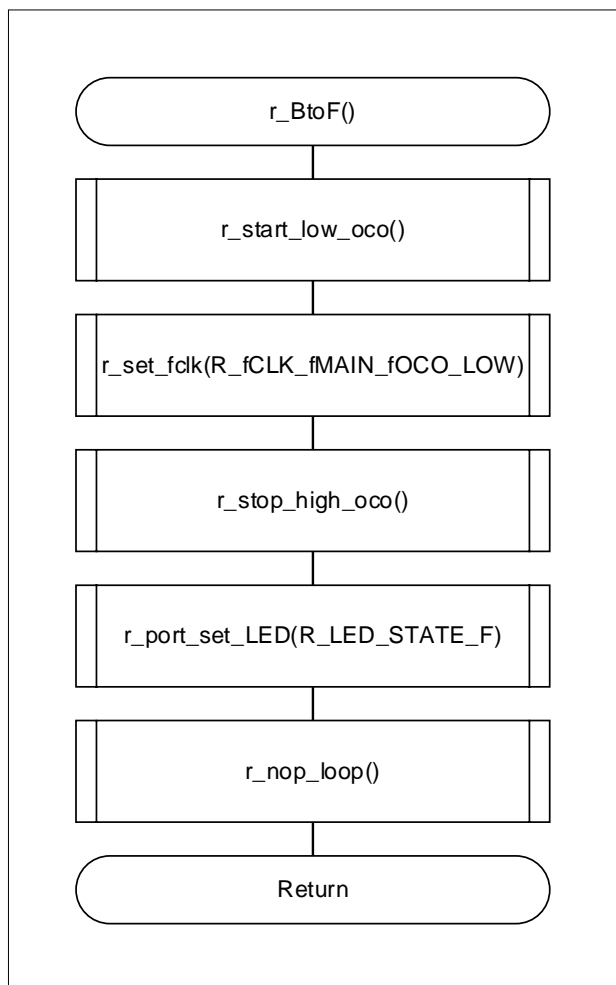 r_BtoF()
r_start_low_oco()
r_set_fclk(R_fCLK_fMAIN_fOCO_LOW)
r_stop_high_oco()
r_port_set_LED(R_LED_STATE_F)
r_nop_loop()
Return